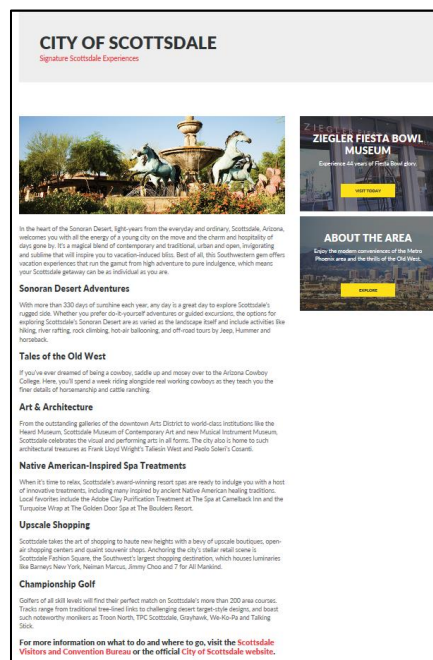 CITY OF SCOTTSDALE
Signature Scottsdale Experiences
In the heart of the Sonoran Desert, light-years from the everyday and ordinary, Scottsdale, Arizona,
welcomes you with all the energy of a young city on the move and the charm and hospitality of
days gone by. It's a magical blend of contemporary and traditional, urban and open, invigorating
and sublime that will inspire you to vacation-induced bliss. Best of all, this Southwestern gem offers
vacation experiences that run the gamut from high adventure to pure indulgence, which means
your Scottsdale getaway can be as individual as you are.
Sonoran Desert Adventures
With more than 330 days of sunshine each year, any day is a great day to explore Scottsdale's
rugged side. Whether you prefer do-it-yourself adventures or guided excursions, the options for
exploring Scottsdale's Sonoran Desert are as varied as the landscape itself and include activities like
hiking, river rafting, rock climbing, hot-air ballooning, and off-road tours by Jeep, Hummer and
horseback.
Tales of the Old West
If you've ever dreamed of being a cowboy, saddle up and mosey over to the Arizona Cowboy
College. Here, you'll spend a week riding alongside real working cowboys as they teach you the
finer details of horsemanship and cattle ranching.
Art & Architecture
From the outstanding galleries of the downtown Arts District to world-class institutions like the
Heard Museum, Scottsdale Museum of Contemporary Art and new Musical Instrument Museum,
Scottsdale celebrates the visual and performing arts in all forms. The city also is home to such
architectural treasures as Frank Lloyd Wright's Taliesin West and Paolo Soleri's Cosanti.
Native American-Inspired Spa Treatments
When it's time to relax, Scottsdale's award-winning resort spas are ready to indulge you with a host
of innovative treatments, including many inspired by ancient Native American healing traditions.
Local favorites include the Adobe Clay Purification Treatment at The Spa at Camelback Inn and the
Turquoise Wrap at The Golden Door Spa at The Boulders Resort.
Upscale Shopping
Scottsdale takes the art of shopping to haute new heights with a bevy of upscale boutiques, open-
air shopping centers and quaint souvenir shops. Anchoring the city's stellar retail scene is
Scottsdale Fashion Square, the Southwest's largest shopping destination, which houses luminaries
like Barneys New York, Neiman Marcus, Jimmy Choo and 7 for All Mankind.
Championship Golf
Golfers of all skill levels will find their perfect match on Scottsdale's more than 200 area courses.
Tracks range from traditional tree-lined links to challenging desert target-style designs, and boast
such noteworthy monikers as Troon North, TPC Scottsdale, Grayhawk, We-Ko-Pa and Talking
Stick.
For more information on what to do and where to go, visit the Scottsdale
Visitors and Convention Bureau or the official City of Scottsdale website.
ZIEGLER
ZIEGLER FIESTA BOWL
MUSEUM
Experience 44 years of Fiesta Bowl glory.
VISIT TODAY
ABOUT THE AREA
Enjoy the modern conveniences of the Metro
Phoenix area and the thrills of the Old West.
EXPLORE